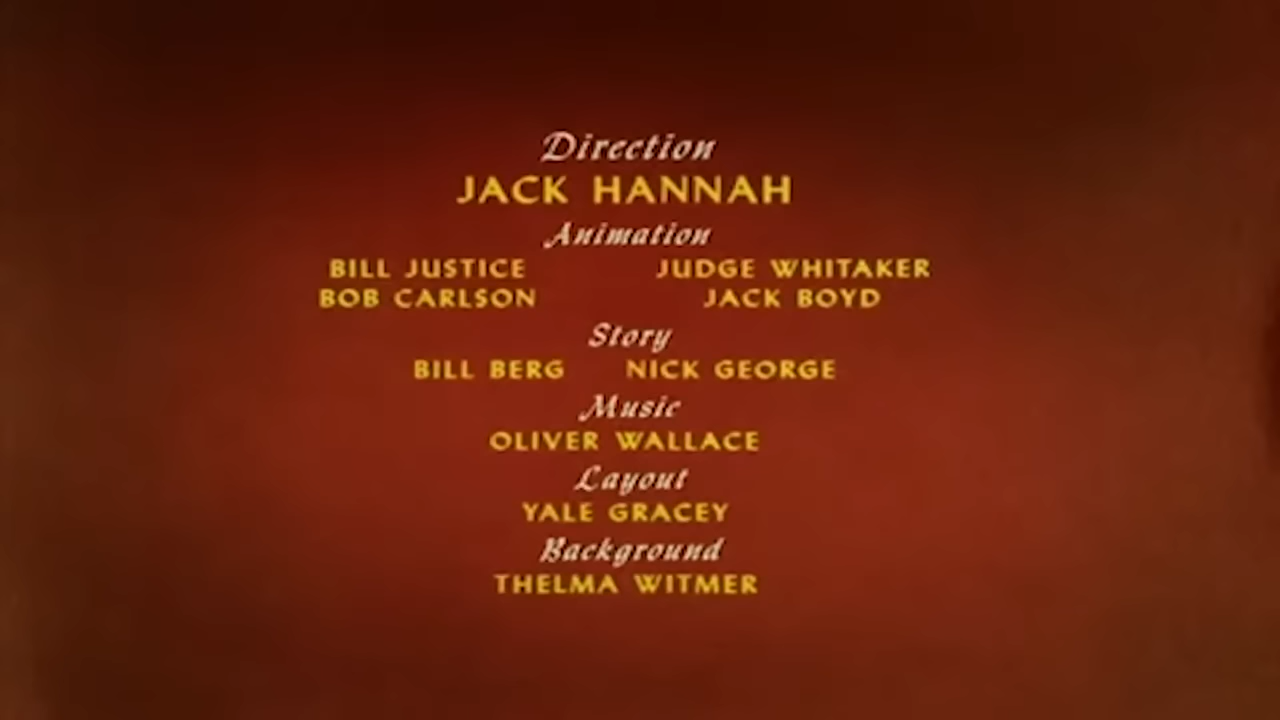 Direction
JACK HANNAH
Animation
BILL JUSTICE JUDGE WHITAKER
BOB CARLSON JACK BOYD
Story
BILL BERG NICK GEORGE
Music
OLIVER WALLACE
Layout
YALE GRACEY
Background
THELMA WITMER